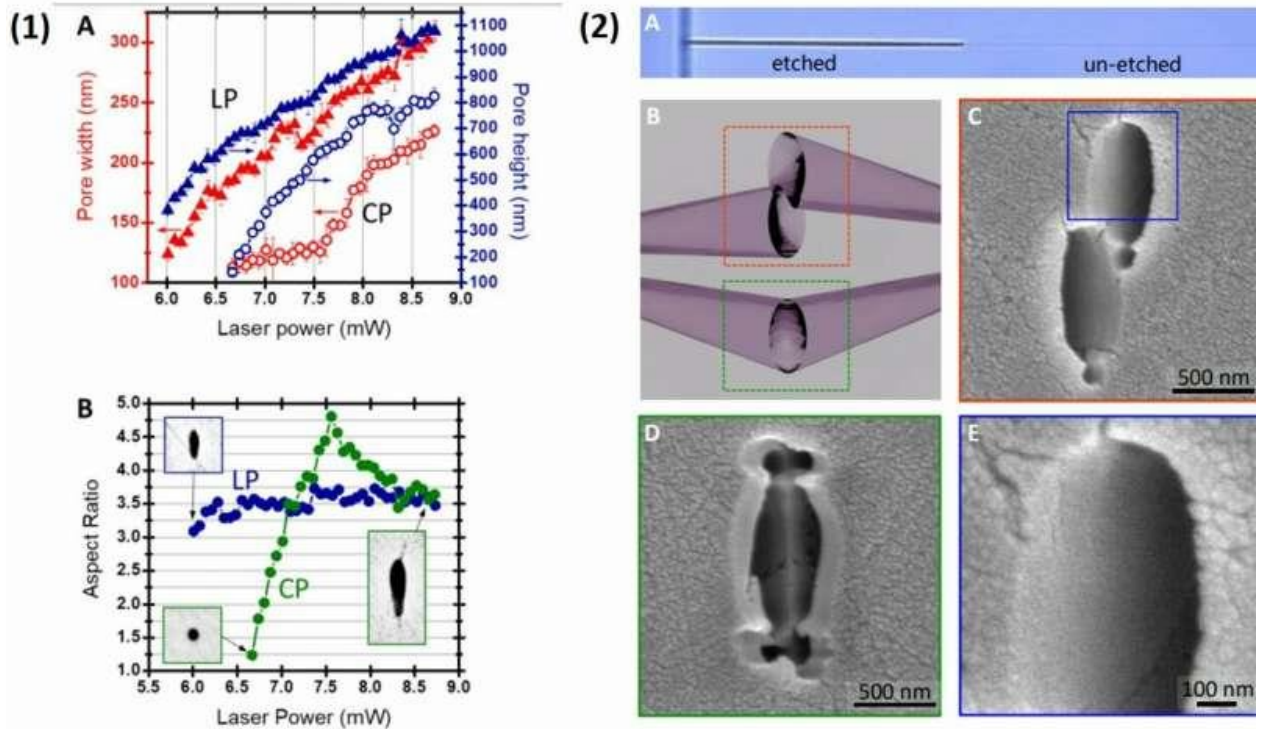 (1)
A
300
250
200
150
100
Pore width (nm)
1100
1000
900
800
700
600
500
400
300
200
100
Pore height (nm)
LP
CP
6.0 6.5 7.0 7.5 8.0 8.5 9.0
Laser power (mW)
B
5.0
4.5
4.0
3.5
3.0
2.5
2.0
1.5
1.0
Aspect Ratio
LP
CP
5.5 6.0 6.5 7.0 7.5 8.0 8.5 9.0
Laser Power (mW)
(2)
A
etched un-etched
B
C
500 nm
D
500 nm
E
100 nm